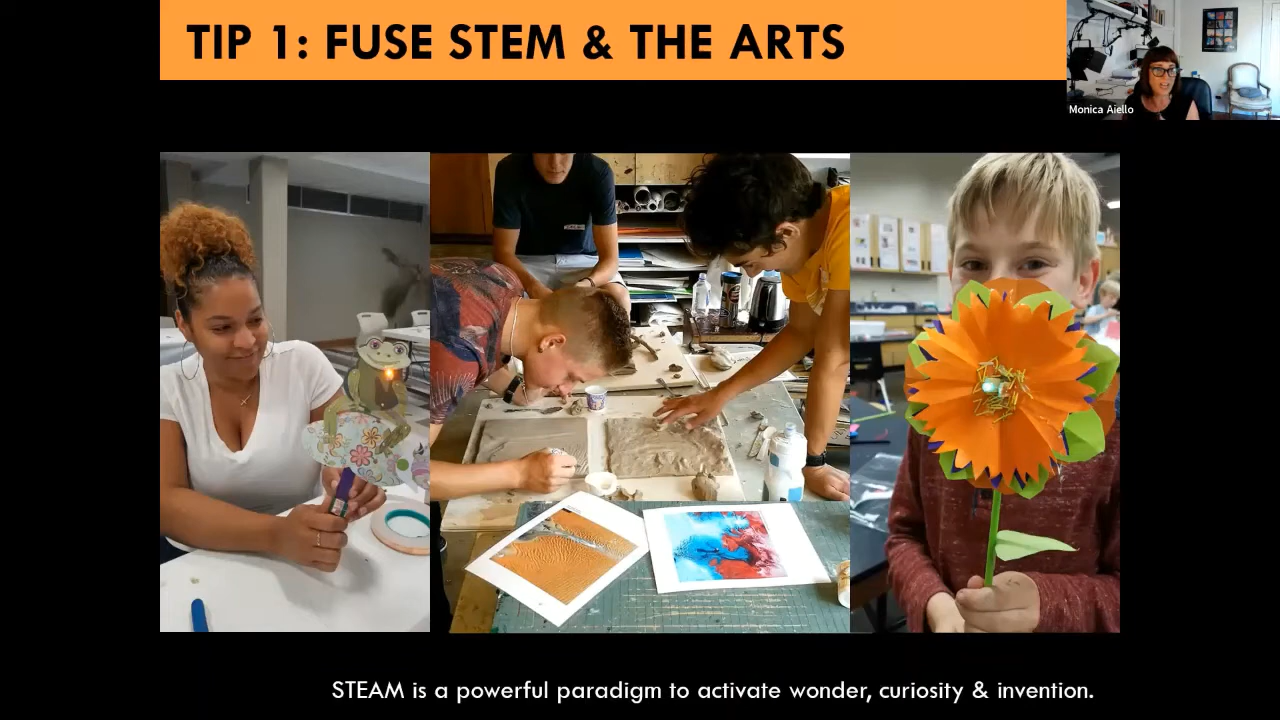 TIP 1: FUSE STEM & THE ARTS
Monica Aiello
STEAM is a powerful paradigm to activate wonder, curiosity & invention.